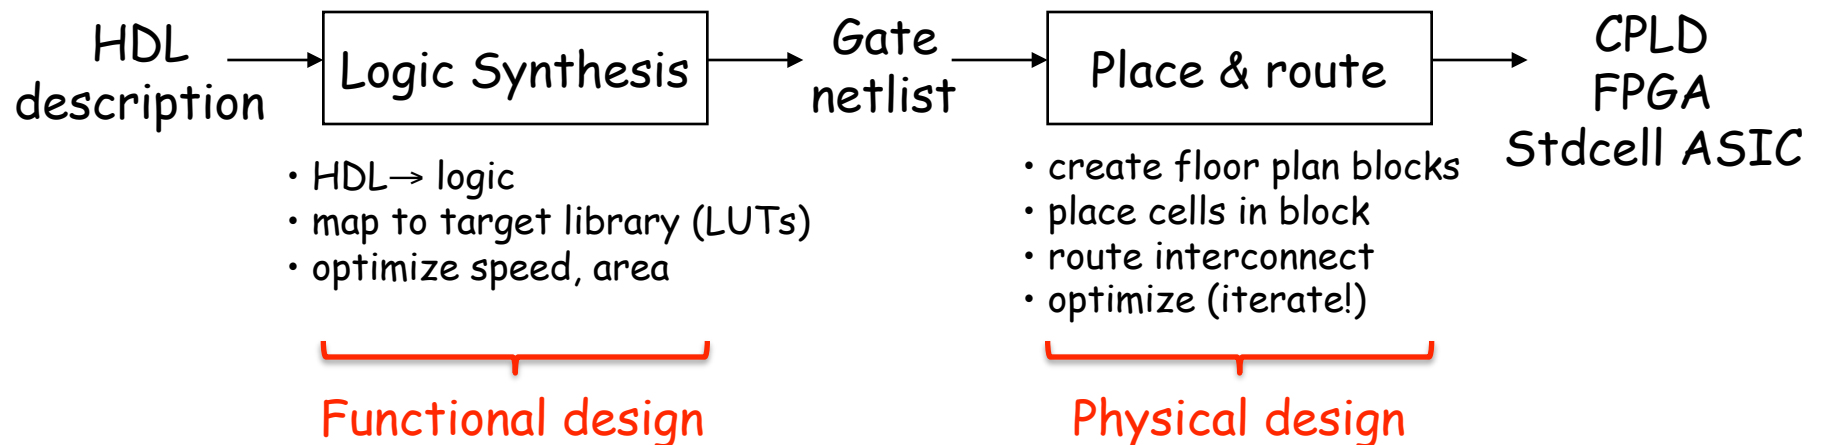 HDL
description
Logic Synthesis
Gate
netlist
Place & route
CPLD
FPGA
Stdcell ASIC
• HDL→ logic
• map to target library (LUTs)
• optimize speed, area
• create floor plan blocks
• place cells in block
• route interconnect
• optimize (iterate!)
Functional design
Physical design